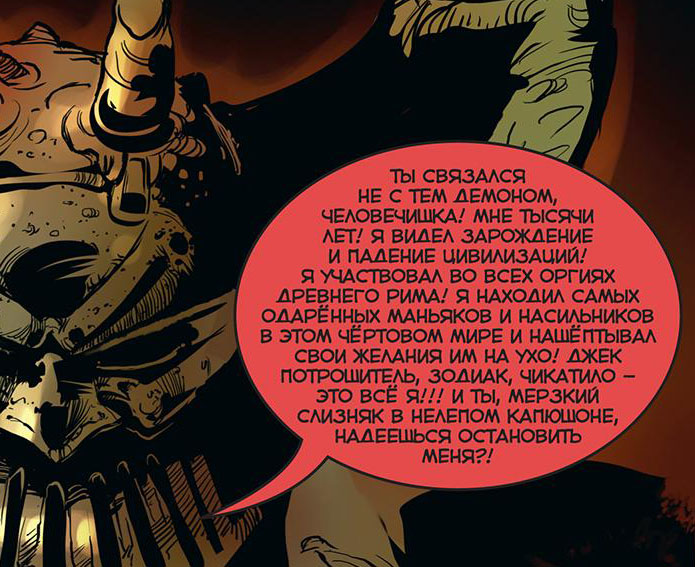 ТЫ СВЯЗАЛСЯ
НЕ С ТЕМ ДЕМОНОМ,
ЧЕЛОВЕЧИШКА! МНЕ ТЫСЯЧИ
ЛЕТ! Я ВИДЕЛ ЗАРОЖДЕНИЕ
И ПАДЕНИЕ ЦИВИЛИЗАЦИЙ!
Я УЧАСТВОВАЛ ВО ВСЕХ ОРГИЯХ
ДРЕВНЕГО РИМА! Я НАХОДИЛ САМЫХ
ОДАРЁННЫХ МАНЬЯКОВ И НАСИЛЬНИКОВ
В ЭТОМ ЧЁРТОВОМ МИРЕ И НАШЁПТЫВАЛ
СВОИ ЖЕЛАНИЯ ИМ НА УХО! ДЖЕК
ПОТРОШИТЕЛЬ, ЗОДИАК, ЧИКАТИЛО –
ЭТО ВСЁ Я!!! И ТЫ, МЕРЗКИЙ
СЛИЗНЯК В НЕЛЕПОМ КАПЮШОНЕ,
НАДЕЕШЬСЯ ОСТАНОВИТЬ
МЕНЯ?!